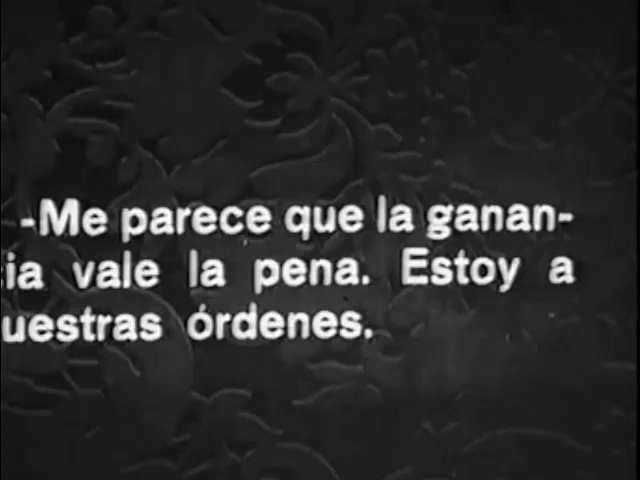 -Me parece que la ganan-
ia vale la pena. Estoy a
uestras órdenes.